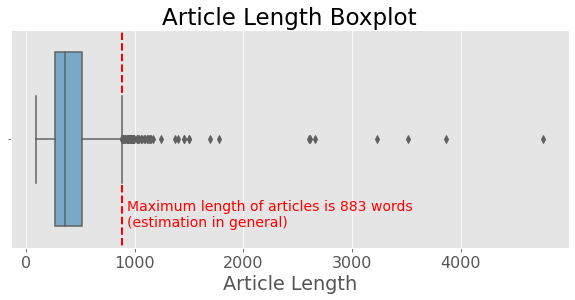 Article Length Boxplot
Maximum length of articles is 883 words
(estimation in general)
0 1000 2000 3000 4000
Article Length